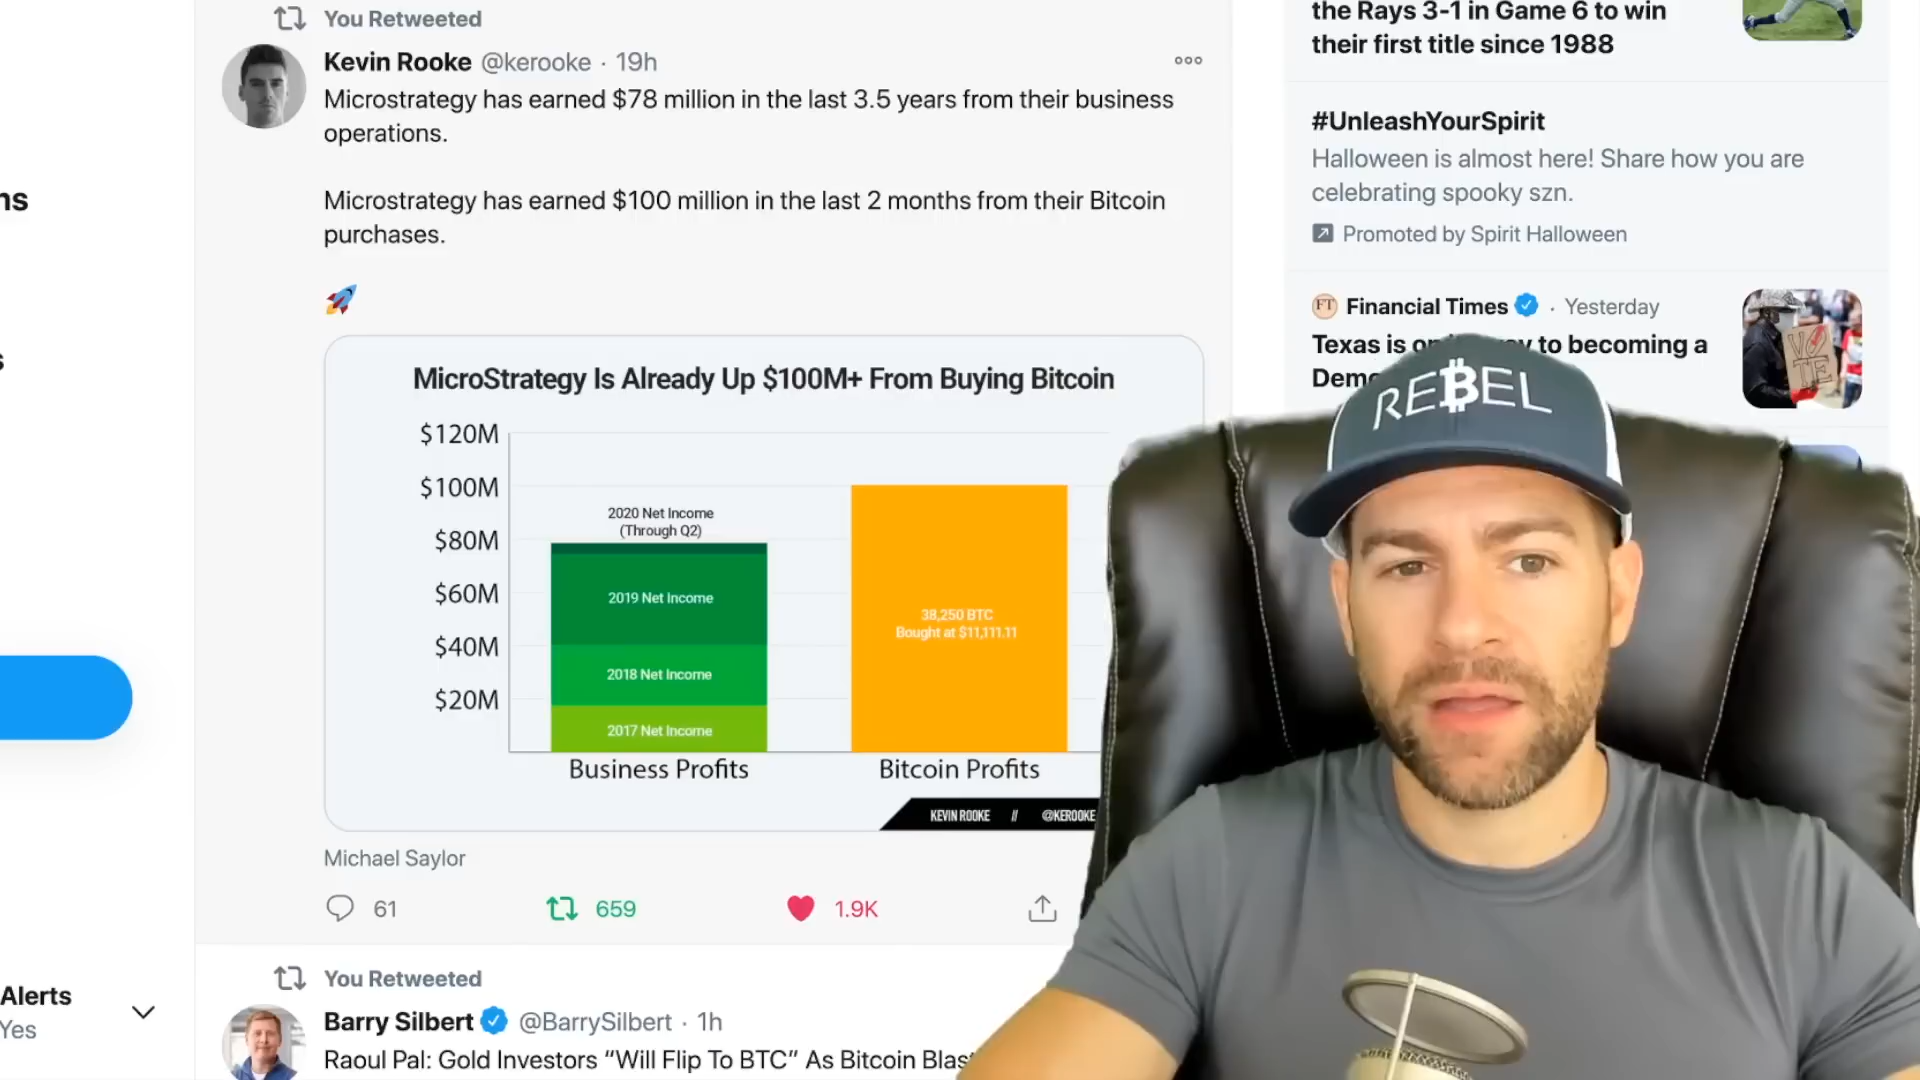 You Retweeted
Kevin Rooke @kerooke · 19h
Microstrategy has earned $78 million in the last 3.5 years from their business
operations.
Microstrategy has earned $100 million in the last 2 months from their Bitcoin
purchases.
MicroStrategy Is Already Up $100M+ From Buying Bitcoin
$120M
$100M
$80M
$60M
$40M
$20M
2020 Net Income
(Through Q2)
2019 Net Income
2018 Net Income
2017 Net Income
38,250 BTC
Bought at $11,111.11
Business Profits
Bitcoin Profits
KEVIN ROOKE // @KEROOKE
Michael Saylor
61
659
1.9K
You Retweeted
Barry Silbert @BarrySilbert · 1h
Raoul Pal: Gold Investors “Will Flip To BTC” As Bitcoin
the Rays 3-1 in Game 6 to win
their first title since 1988
#UnleashYourSpirit
Halloween is almost here! Share how you are
celebrating spooky szn.
Promoted by Spirit Halloween
FT
Financial Times · Yesterday
Texas is to becoming a
VOTE
REBEL
Alerts
Yes